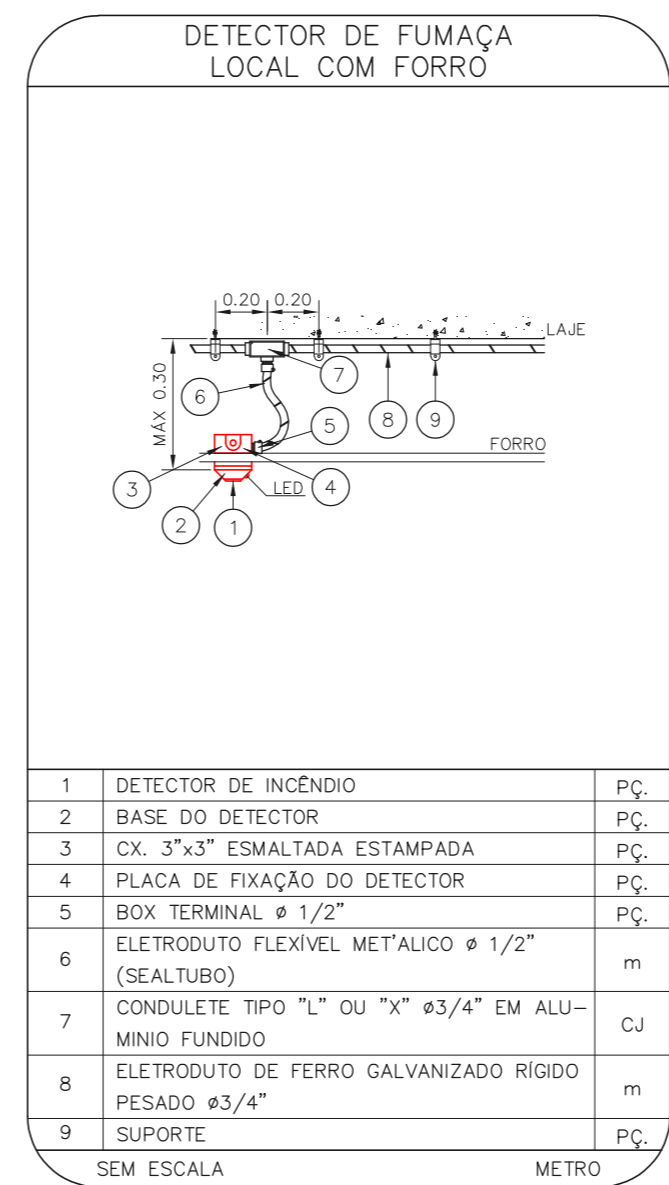 DETECTOR DE FUMAÇA
LOCAL COM FORRO
0.20 0.20
LAJE
MÁX 0.30
7
6
8
9
5
FORRO
3
LED
4
2
1
1 DETECTOR DE INCÊNDIO PÇ.
2 BASE DO DETECTOR PÇ.
3 CX. 3"x3" ESMALTADA ESTAMPADA PÇ.
4 PLACA DE FIXAÇÃO DO DETECTOR PÇ.
5 BOX TERMINAL ø 1/2" PÇ.
6 ELETRODUTO FLEXÍVEL MET'ALICO ø 1/2"
(SEALTUBO) m
7 CONDULETE TIPO "L" OU "X" ø3/4" EM ALU-
MINIO FUNDIDO CJ
8 ELETRODUTO DE FERRO GALVANIZADO RÍGIDO
PESADO ø3/4" m
9 SUPORTE PÇ.
SEM ESCALA METRO